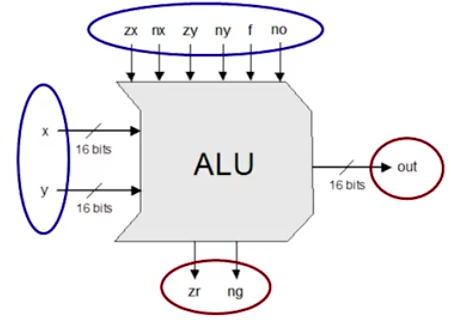 zx nx zy ny f no
x
16 bits
ALU
out
16 bits
y
16 bits
zr ng